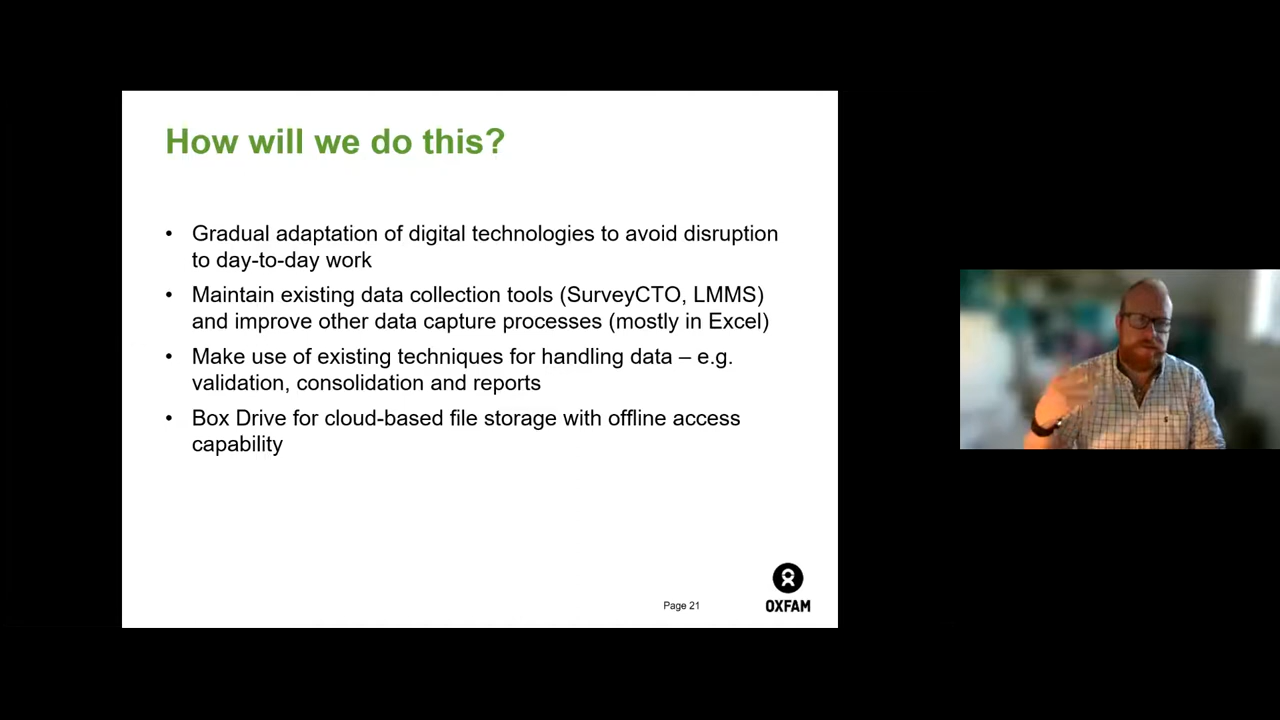 How will we do this?
• Gradual adaptation of digital technologies to avoid disruption
to day-to-day work
• Maintain existing data collection tools (SurveyCTO, LMMS)
and improve other data capture processes (mostly in Excel)
• Make use of existing techniques for handling data – e.g.
validation, consolidation and reports
• Box Drive for cloud-based file storage with offline access
capability
Page 21
OXFAM